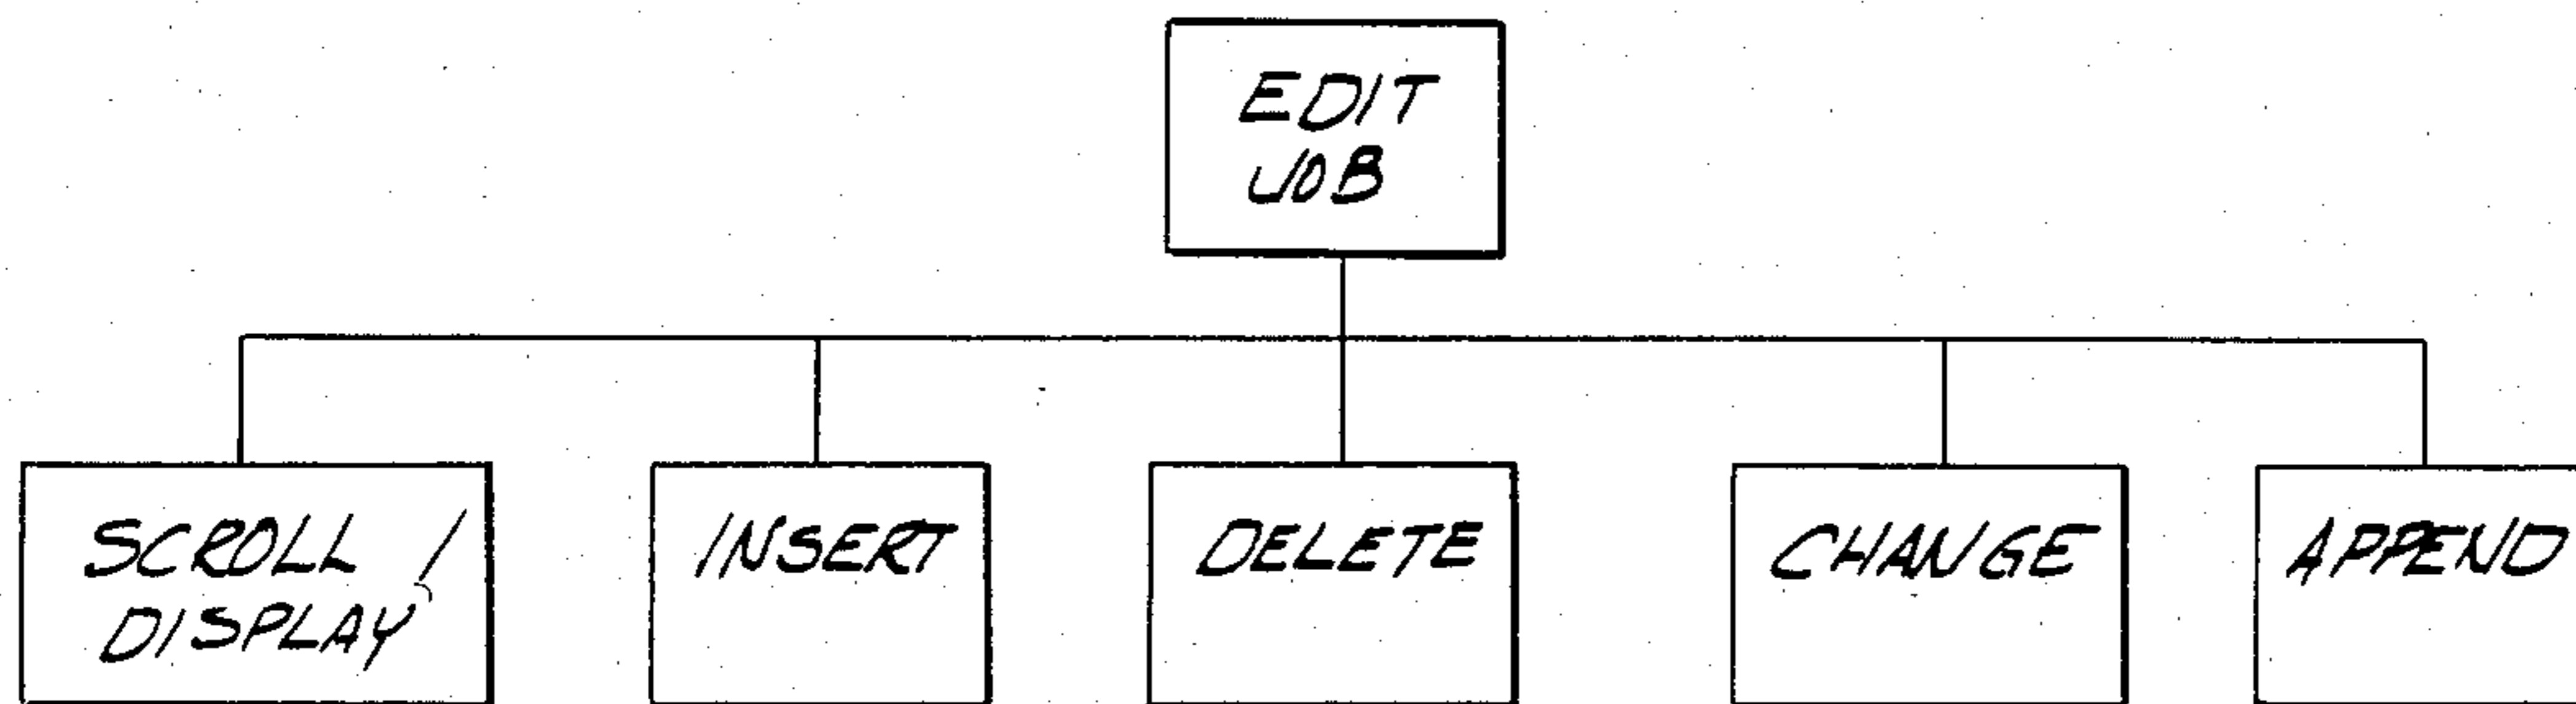 EDIT
JOB
SCROLL /
DISPLAY
INSERT
DELETE
CHANGE
APPEND